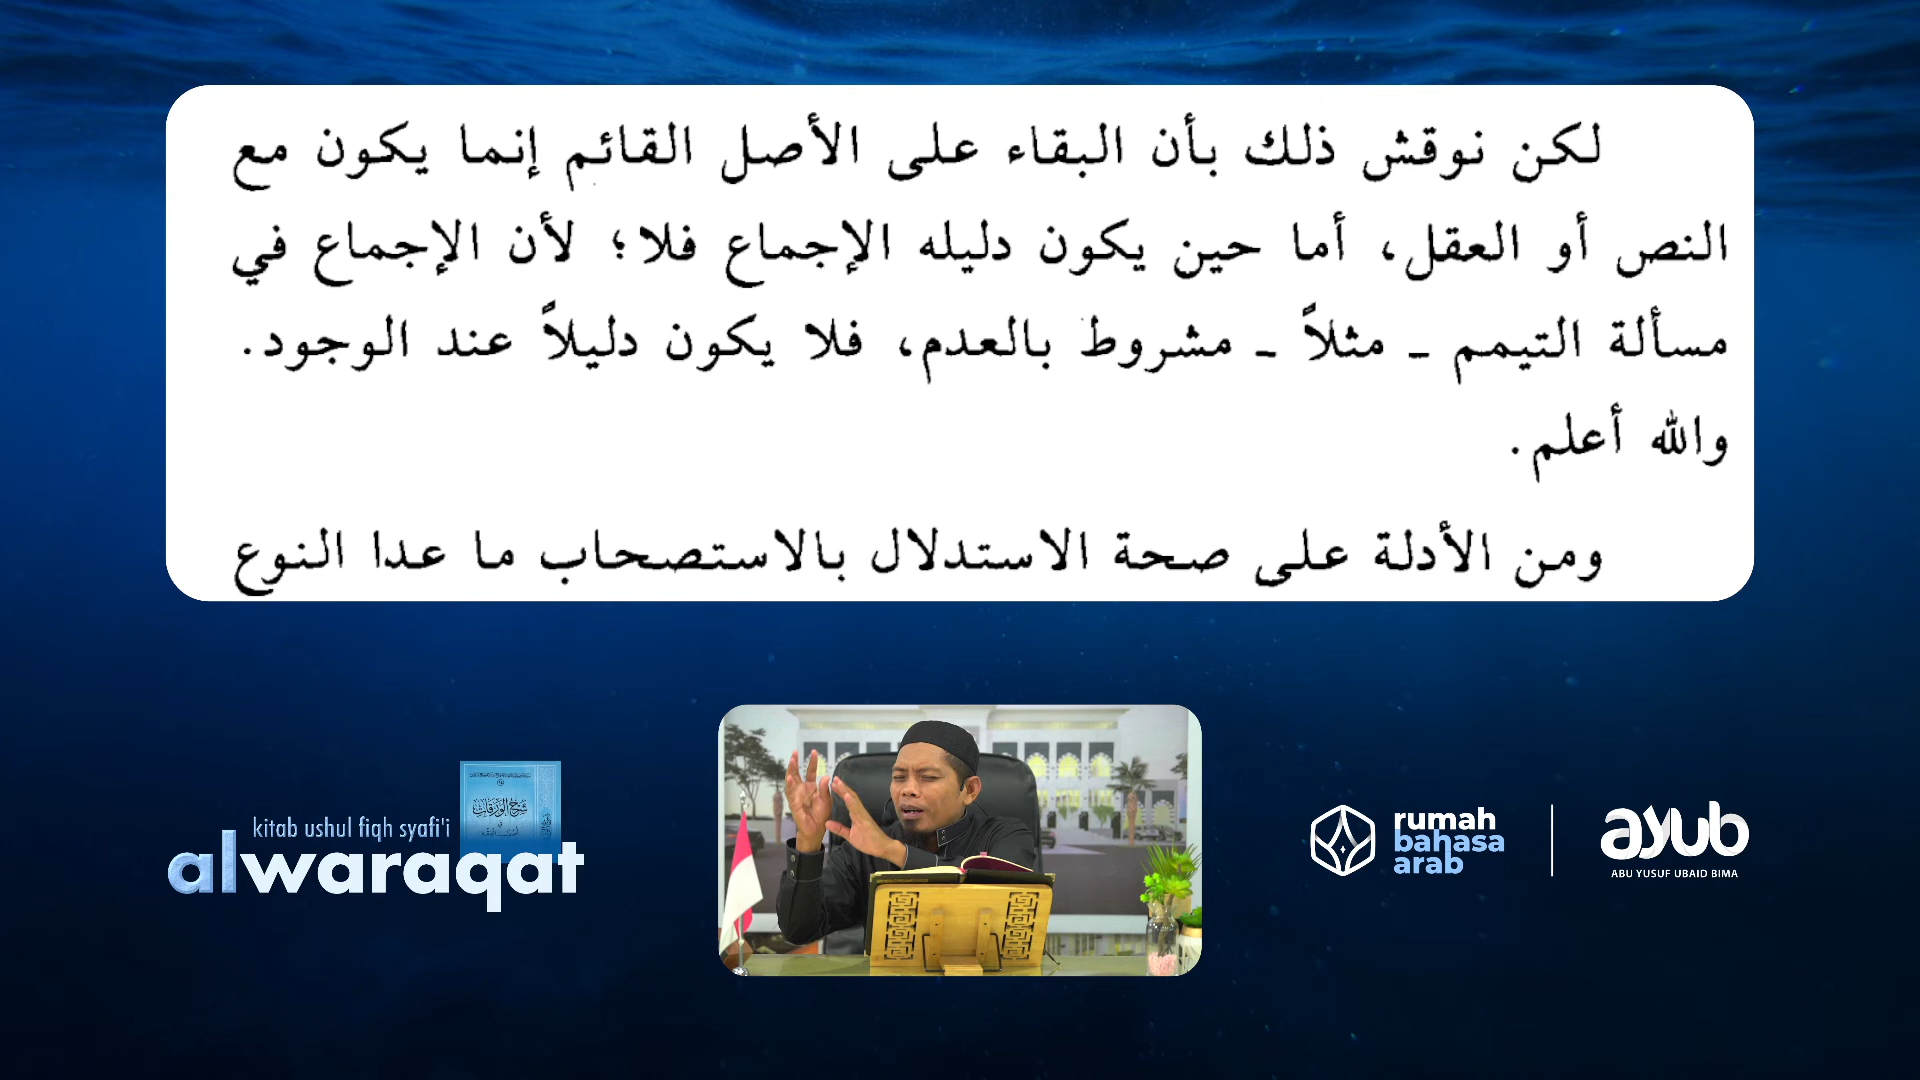 لكن نوقش ذلك بأن البقاء على الأصل القائم إنما يكون مع
النص أو العقل، أما حين يكون دليله الإجماع فلا؛ لأن الإجماع في
مسألة التيمم ـ مثلاً ـ مشروط بالعدم، فلا يكون دليلاً عند الوجود.
والله أعلم.
ومن الأدلة على صحة الاستدلال بالاستصحاب ما عدا النوع
شرح الورقات
kitab ushul fiqh syafi'i
alwaraqat
rumah
bahasa
arab
ayub
ABU YUSUF UBAID BIMA